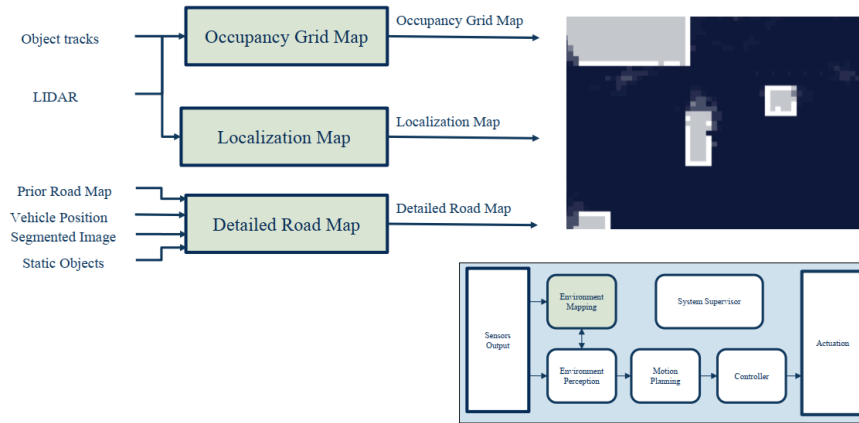 Object tracks
LIDAR
Occupancy Grid Map
Occupancy Grid Map
Localization Map
Localization Map
Prior Road Map
Vehicle Position
Segmented Image
Static Objects
Detailed Road Map
Detailed Road Map
Sensors
Output
Environment
Mapping
System Supervisor
Environment
Perception
Motion
Planning
Controller
Actuation